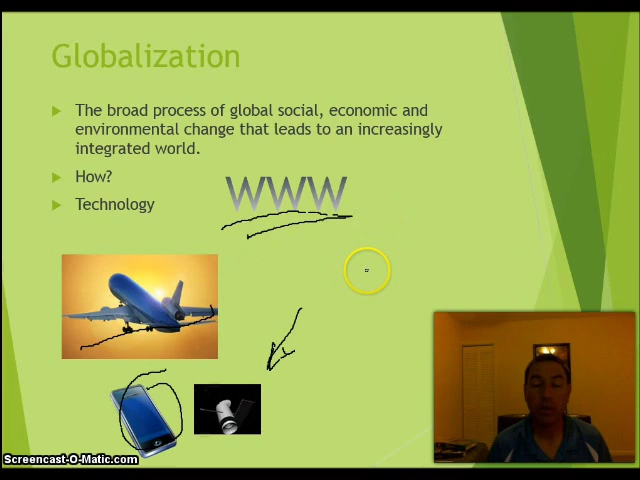 Globalization
The broad process of global social, economic and
environmental change that leads to an increasingly
integrated world.
How?
Technology
WWW
Screencast-O-Matic.com